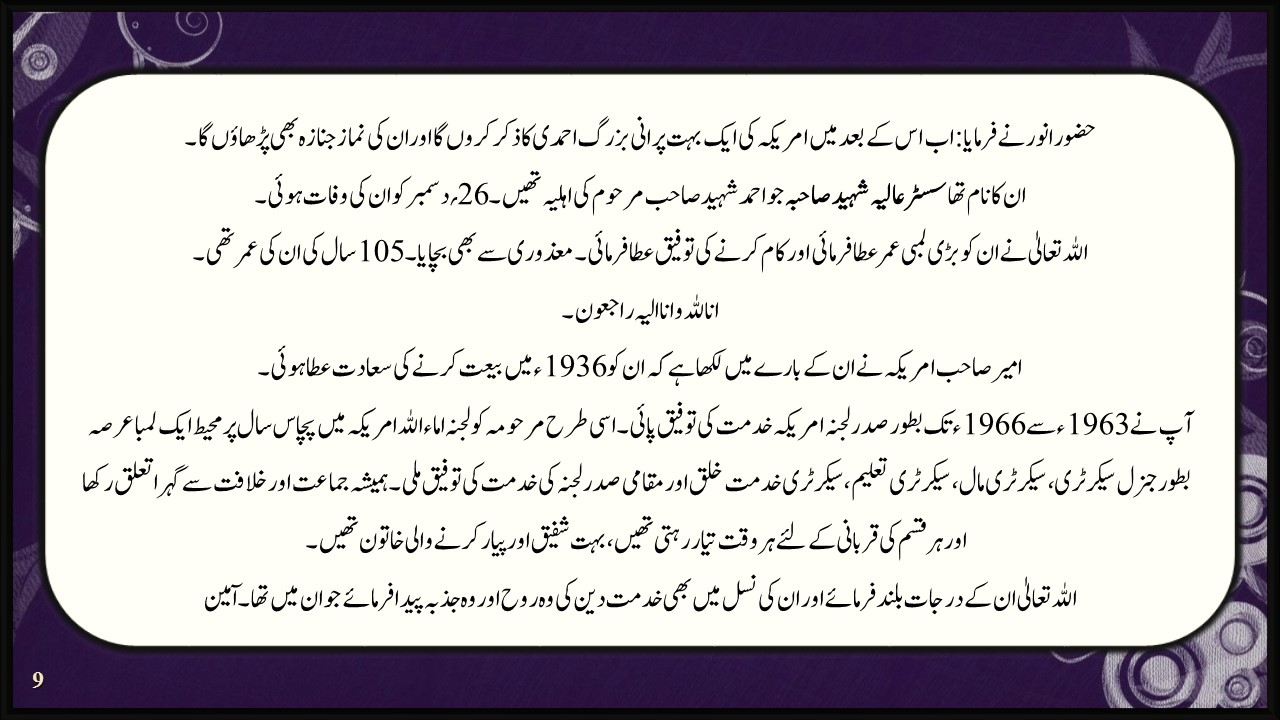 حضور انور نے فرمایا: اب اس کے بعد میں امریکہ کی ایک بہت پرانی بزرگ احمدی کا ذکر کروں گا اور ان کی نماز جنازہ بھی پڑھاؤں گا۔
ان کا نام تھا سسٹر عالیہ شہید صاحبہ جو احمد شہید صاحب مرحوم کی اہلیہ تھیں۔ 26؍دسمبر کو ان کی وفات ہوئی۔
اللہ تعالیٰ نے ان کو بڑی لمبی عمر عطا فرمائی اور کام کرنے کی توفیق عطا فرمائی۔ معذوری سے بھی بچایا۔ 105 سال کی ان کی عمر تھی۔
اناللہ وانا الیہ راجعون۔
امیر صاحب امریکہ نے ان کے بارے میں لکھا ہے کہ ان کو 1936ء میں بیعت کرنے کی سعادت عطا ہوئی۔
آپ نے 1963ء سے 1966ء تک بطور صدر لجنہ امریکہ خدمت کی توفیق پائی۔ اسی طرح مرحومہ کو لجنہ اماءاللہ امریکہ میں پچاس سال پر محیط ایک لمبا عرصہ
بطور جنرل سیکرٹری، سیکرٹری مال، سیکرٹری تعلیم، سیکرٹری خدمت خلق اور مقامی صدر لجنہ کی خدمت کی توفیق ملی۔ ہمیشہ جماعت اور خلافت سے گہرا تعلق رکھا
اور ہر قسم کی قربانی کے لئے ہر وقت تیار رہتی تھیں، بہت شفیق اور پیار کرنے والی خاتون تھیں۔
اللہ تعالیٰ ان کے درجات بلند فرمائے اور ان کی نسل میں بھی خدمت دین کی وہ روح اور وہ جذبہ پیدا فرمائے جو ان میں تھا۔ آمین
9